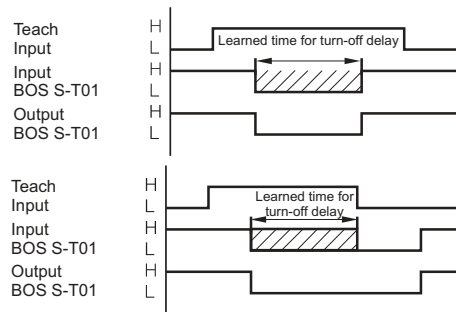 Teach H
Input L
Learned time for turn-off delay
Input H
BOS S-T01 L
Output H
BOS S-T01 L
Teach H
Input L
Learned time for
turn-off delay
Input H
BOS S-T01 L
Output H
BOS S-T01 L